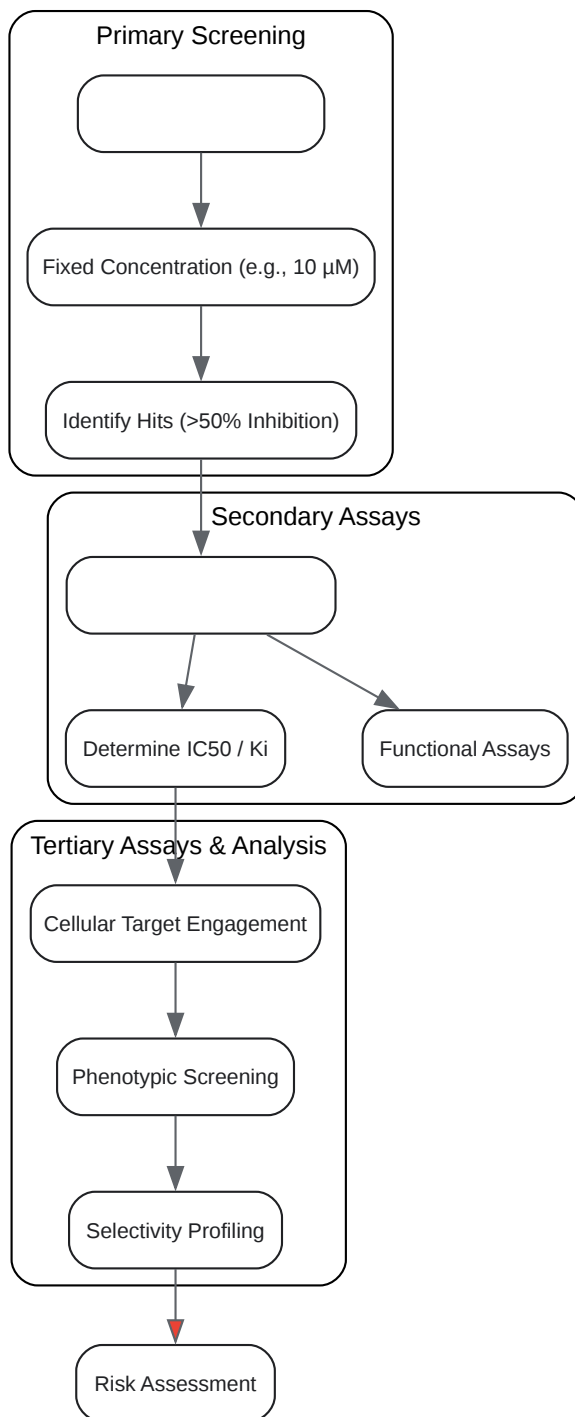 Primary Screening
Fixed Concentration (e.g., 10 µM)
Identify Hits (>50% Inhibition)
Secondary Assays
Determine IC50 / Ki
Functional Assays
Tertiary Assays & Analysis
Cellular Target Engagement
Phenotypic Screening
Selectivity Profiling
Risk Assessment